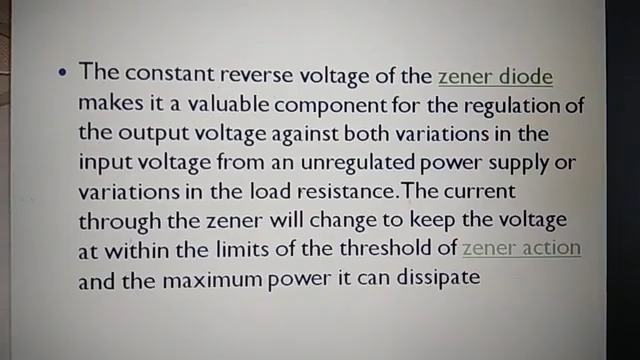 • The constant reverse voltage of the zener diode
makes it a valuable component for the regulation of
the output voltage against both variations in the
input voltage from an unregulated power supply or
variations in the load resistance. The current
through the zener will change to keep the voltage
at within the limits of the threshold of zener action
and the maximum power it can dissipate